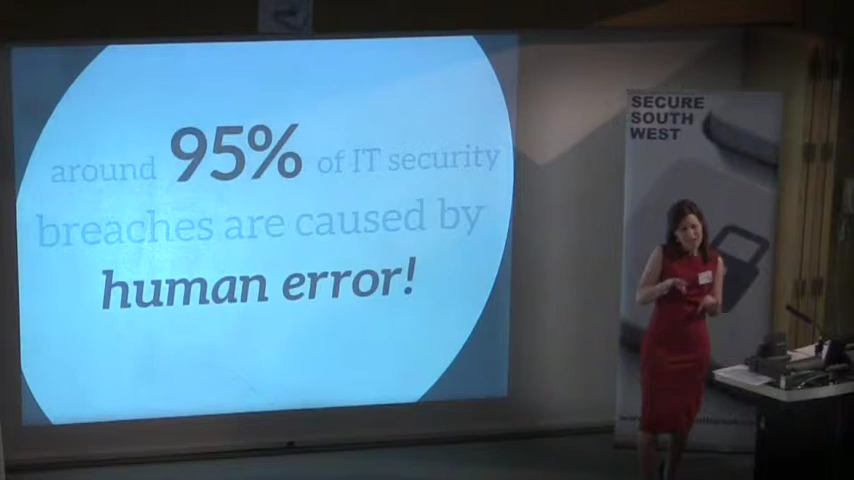 around 95% of IT security
breaches are caused by
human error!
SECURE
SOUTH
WEST